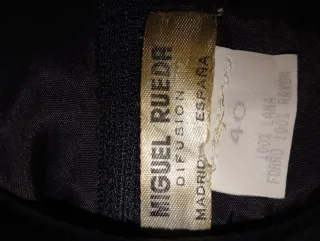 MIGUEL RUEDA
DIFUSION
MADRID - ESPAÑA
40
100% LANA
FORRO 100% RAYON